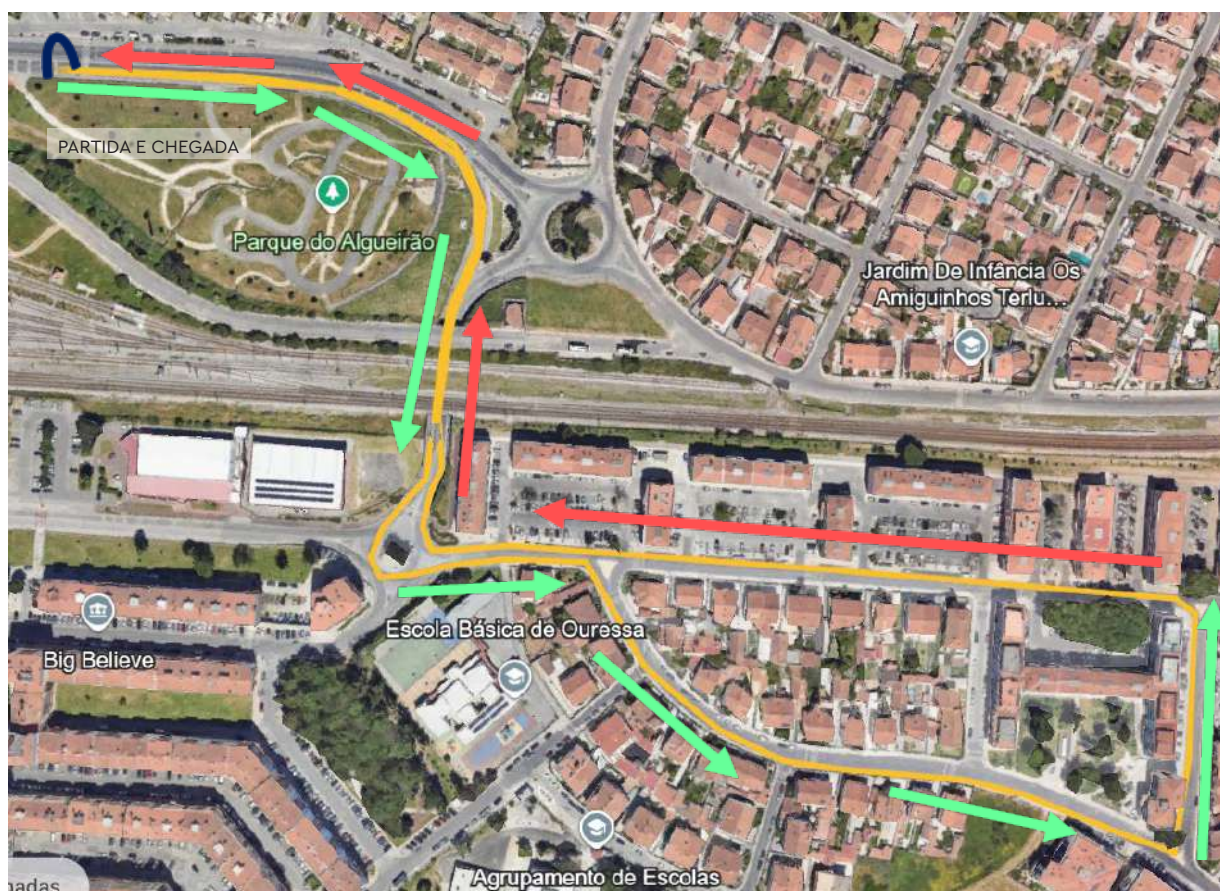 PARTIDA E CHEGADA
Parque do Algueirão
Jardim De Infância Os
Amiguinhos Terlu...
Escola Básica de Ouressa
Big Believe
Agrupamento de Escolas